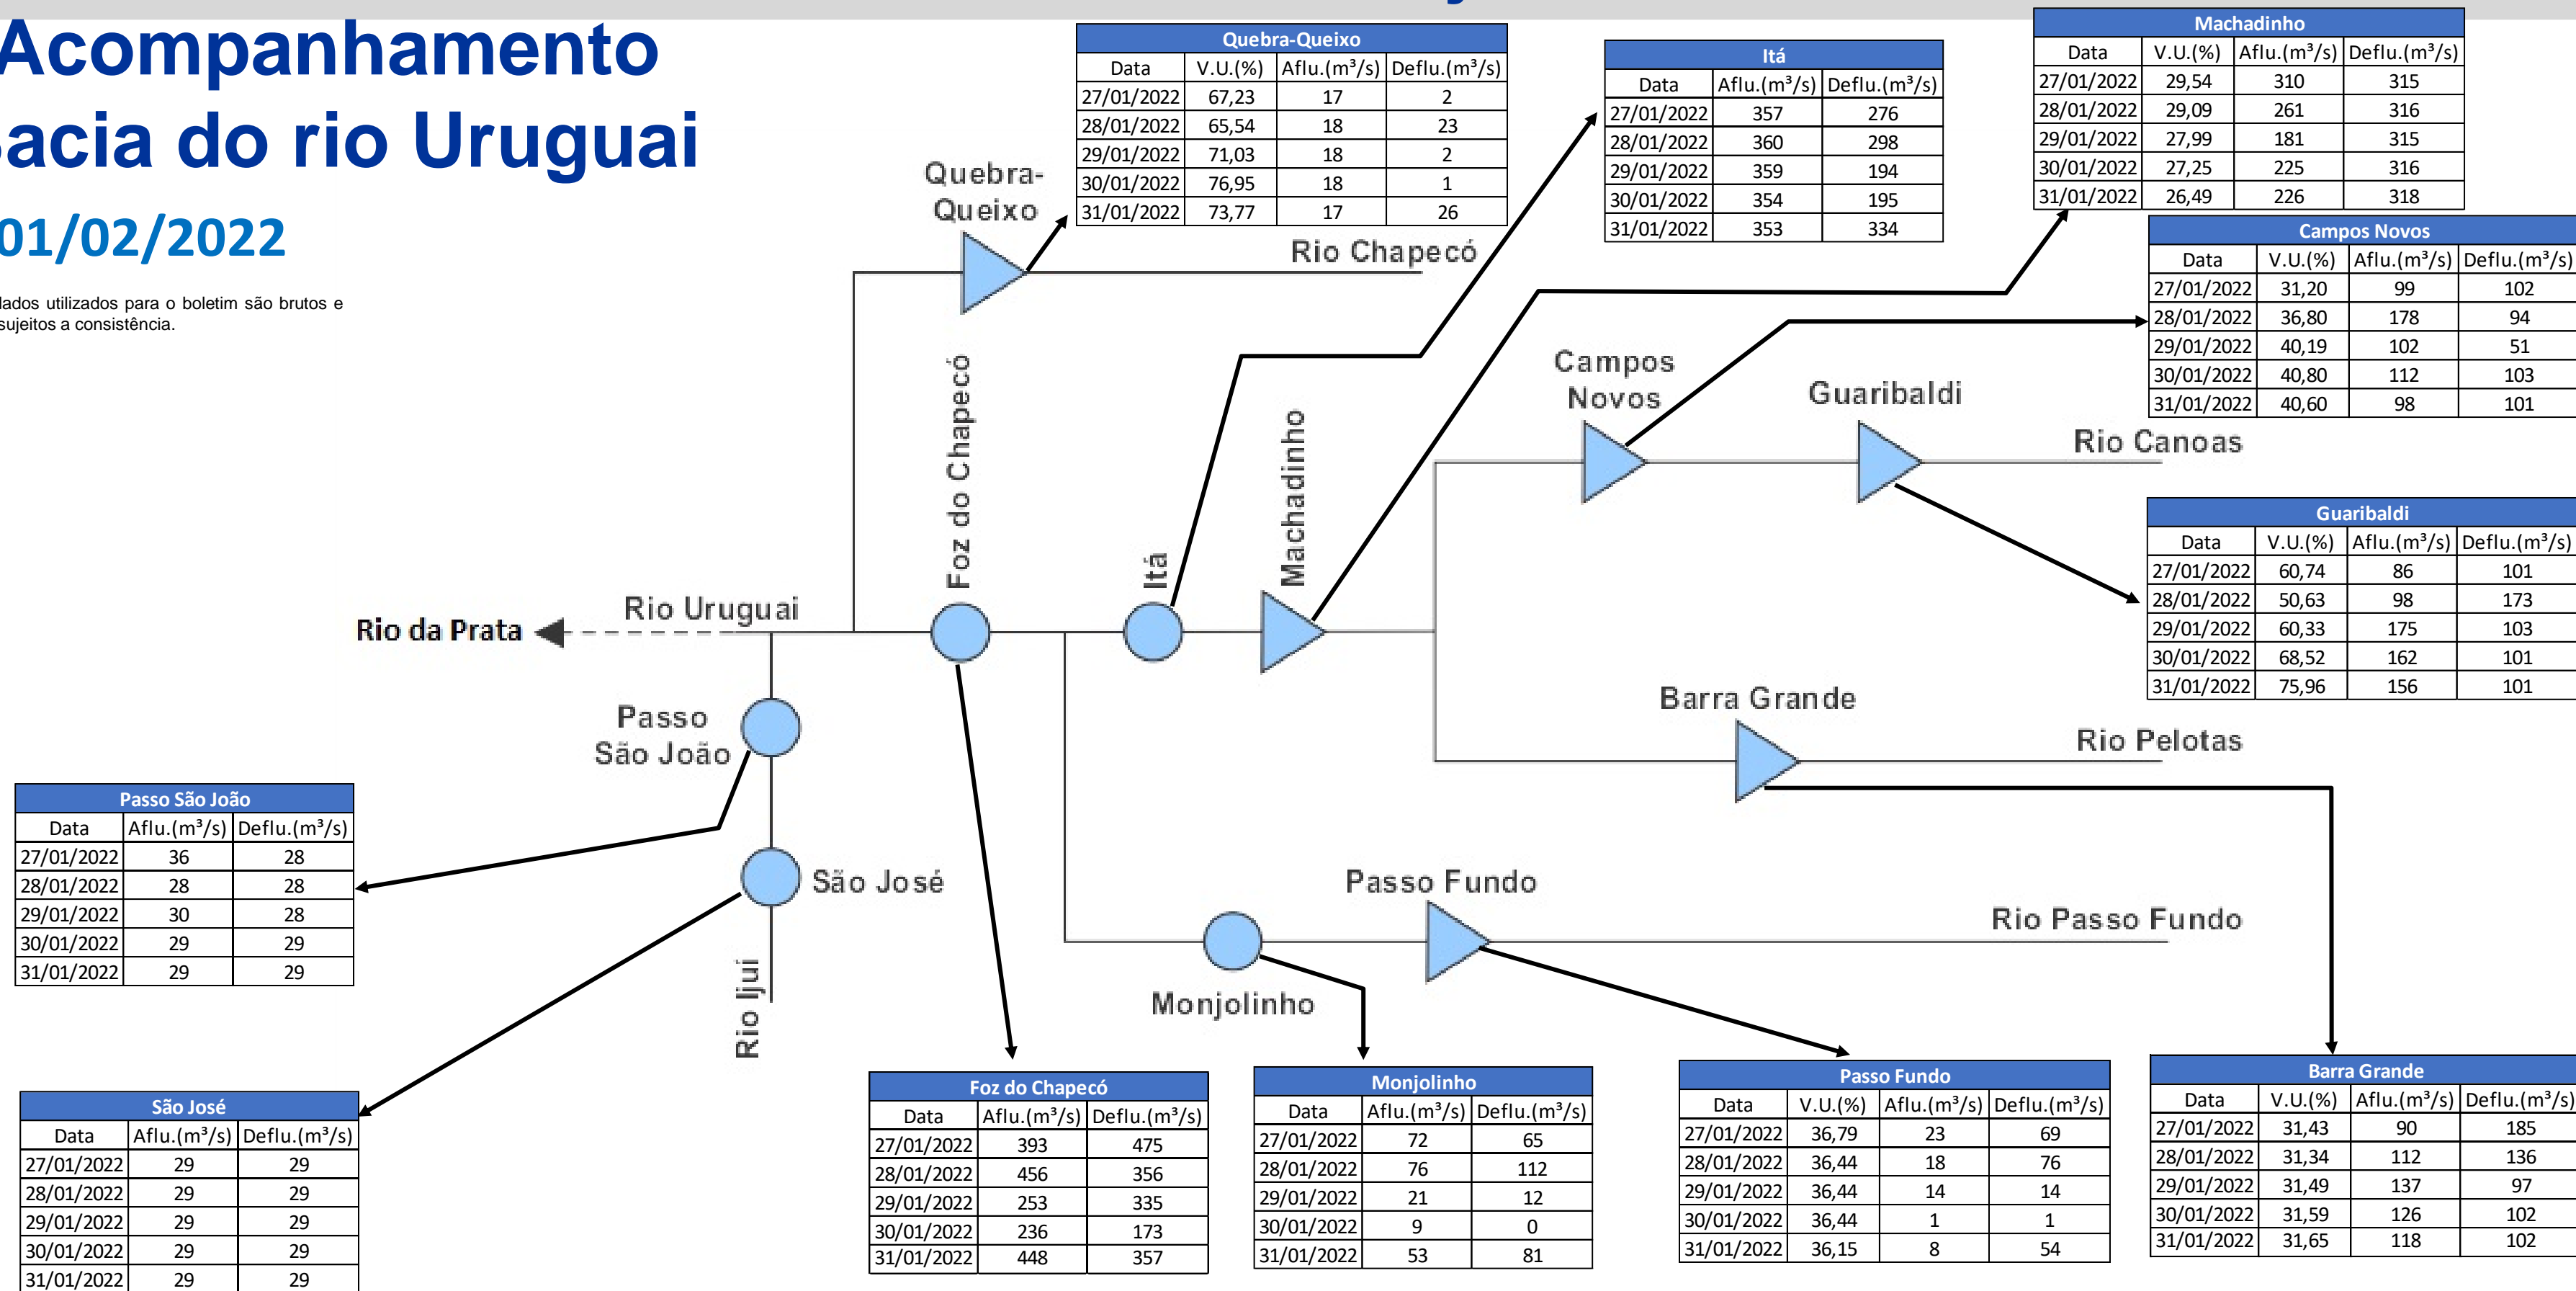 Acompanhamento
Bacia do rio Uruguai
01/02/2022
dados utilizados para o boletim são brutos e
sujeitos a consistência.
Quebra-Queixo
Data V.U.(%) Aflu.(m³/s) Deflu.(m³/s)
27/01/2022 67,23 17 2
28/01/2022 65,54 18 23
29/01/2022 71,03 18 2
30/01/2022 76,95 18 1
31/01/2022 73,77 17 26
Itá
Data Aflu.(m³/s) Deflu.(m³/s)
27/01/2022 357 276
28/01/2022 360 298
29/01/2022 359 194
30/01/2022 354 195
31/01/2022 353 334
Machadinho
Data V.U.(%) Aflu.(m³/s) Deflu.(m³/s)
27/01/2022 29,54 310 315
28/01/2022 29,09 261 316
29/01/2022 27,99 181 315
30/01/2022 27,25 225 316
31/01/2022 26,49 226 318
Campos Novos
Data V.U.(%) Aflu.(m³/s) Deflu.(m³/s)
27/01/2022 31,20 99 102
28/01/2022 36,80 178 94
29/01/2022 40,19 102 51
30/01/2022 40,80 112 103
31/01/2022 40,60 98 101
Quebra-
Queixo
Rio Chapecó
Foz do Chapecó
Itá
Machadinho
Campos
Novos
Guaribaldi
Rio Canoas
Guaribaldi
Data V.U.(%) Aflu.(m³/s) Deflu.(m³/s)
27/01/2022 60,74 86 101
28/01/2022 50,63 98 173
29/01/2022 60,33 175 103
30/01/2022 68,52 162 101
31/01/2022 75,96 156 101
Rio Uruguai
Rio da Prata
Passo
São João
Barra Grande
Rio Pelotas
Passo São João
Data Aflu.(m³/s) Deflu.(m³/s)
27/01/2022 36 28
28/01/2022 28 28
29/01/2022 30 28
30/01/2022 29 29
31/01/2022 29 29
São José
Rio Ijuí
Passo Fundo
Rio Passo Fundo
Monjolinho
São José
Data Aflu.(m³/s) Deflu.(m³/s)
27/01/2022 29 29
28/01/2022 29 29
29/01/2022 29 29
30/01/2022 29 29
31/01/2022 29 29
Foz do Chapecó
Data Aflu.(m³/s) Deflu.(m³/s)
27/01/2022 393 475
28/01/2022 456 356
29/01/2022 253 335
30/01/2022 236 173
31/01/2022 448 357
Monjolinho
Data Aflu.(m³/s) Deflu.(m³/s)
27/01/2022 72 65
28/01/2022 76 112
29/01/2022 21 12
30/01/2022 9 0
31/01/2022 53 81
Passo Fundo
Data V.U.(%) Aflu.(m³/s) Deflu.(m³/s)
27/01/2022 36,79 23 69
28/01/2022 36,44 18 76
29/01/2022 36,44 14 14
30/01/2022 36,44 1 1
31/01/2022 36,15 8 54
Barra Grande
Data V.U.(%) Aflu.(m³/s) Deflu.(m³/s)
27/01/2022 31,43 90 185
28/01/2022 31,34 112 136
29/01/2022 31,49 137 97
30/01/2022 31,59 126 102
31/01/2022 31,65 118 102